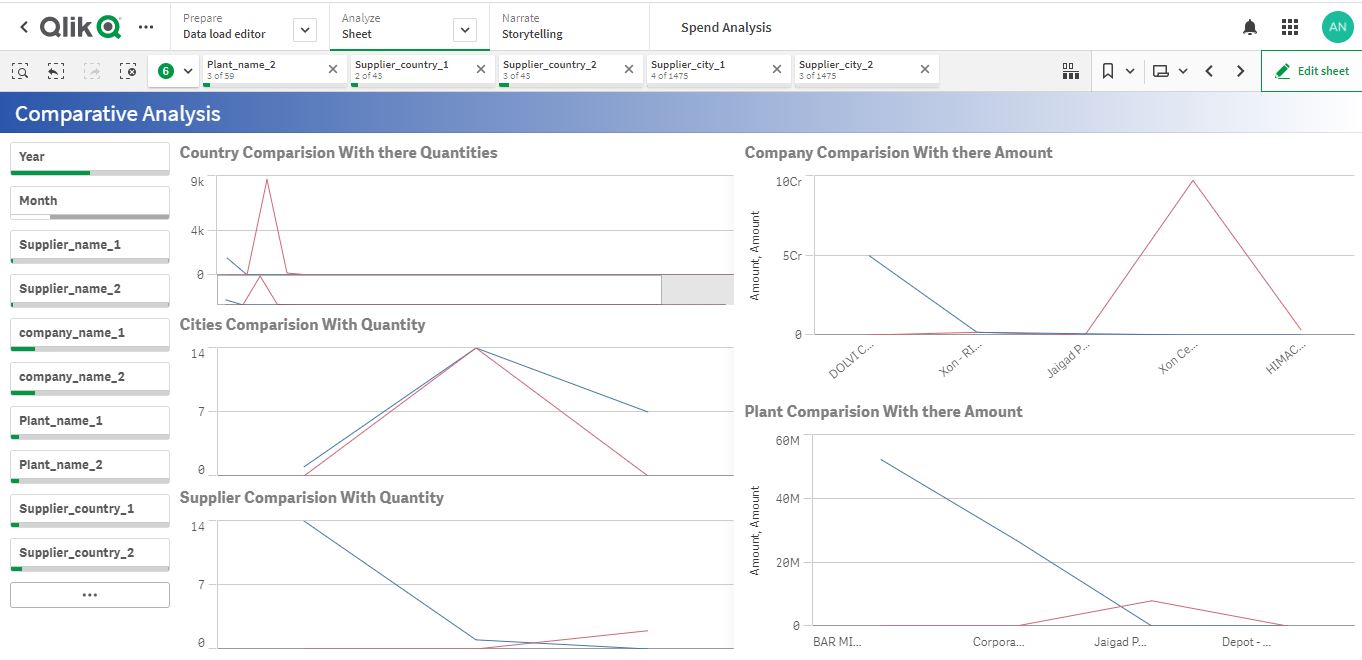 Qlik
Prepare
Data load editor
Analyze
Sheet
Narrate
Storytelling
Spend Analysis
AN
6
Plant_name_2
3 of 59
Supplier_country_1
2 of 43
Supplier_country_2
3 of 43
Supplier_city_1
4 of 1475
Supplier_city_2
3 of 1475
Edit sheet
Comparative Analysis
Year
Month
Supplier_name_1
Supplier_name_2
company_name_1
company_name_2
Plant_name_1
Plant_name_2
Supplier_country_1
Supplier_country_2
Country Comparision With there Quantities
9k
4k
0
Cities Comparision With Quantity
14
7
0
Supplier Comparision With Quantity
14
7
0
Company Comparision With there Amount
Amount, Amount
10Cr
5Cr
0
DOLVI C...
Xon - RI...
Jaigad P...
Xon Ce...
HIMAC...
Plant Comparision With there Amount
Amount, Amount
60M
40M
20M
0
BAR MI...
Corpora...
Jaigad P...
Depot - ...